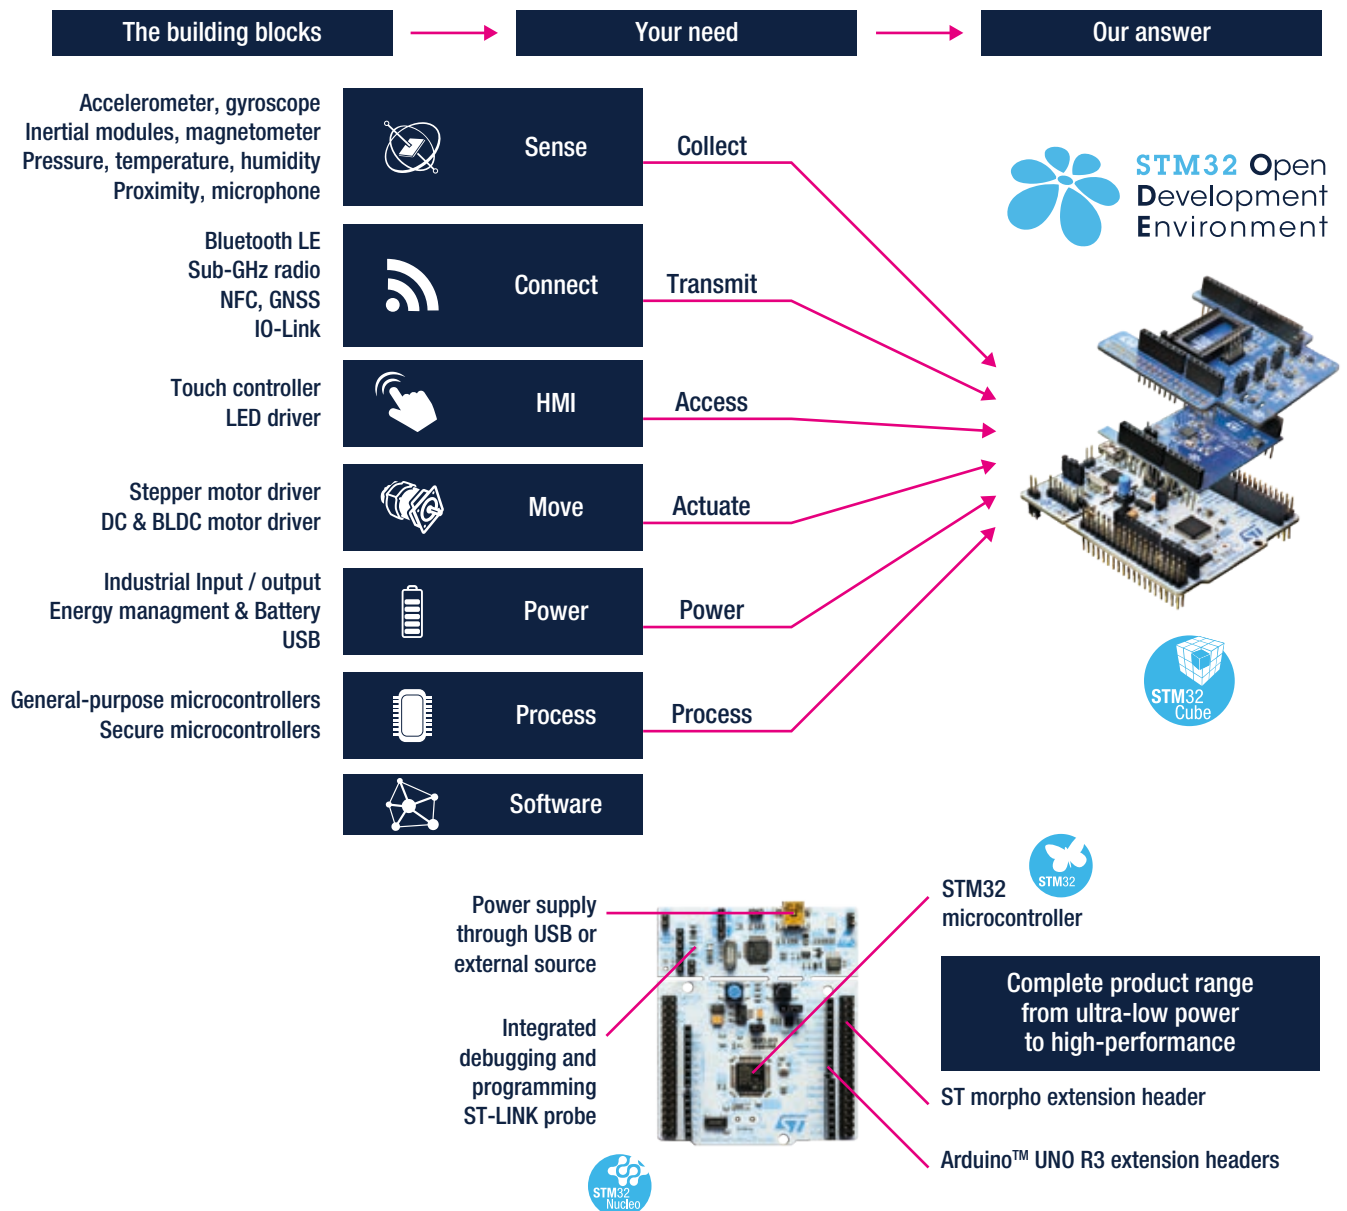 The building blocks
Your need
Our answer
Accelerometer, gyroscope
Inertial modules, magnetometer
Pressure, temperature, humidity
Proximity, microphone
Sense
Collect
STM32 Open
Development
Environment
Bluetooth LE
Sub-GHz radio
NFC, GNSS
IO-Link
Connect
Transmit
Touch controller
LED driver
HMI
Access
Stepper motor driver
DC & BLDC motor driver
Move
Actuate
Industrial Input / output
Energy managment & Battery
USB
Power
Power
STM32
Cube
General-purpose microcontrollers
Secure microcontrollers
Process
Process
Software
STM32
Power supply
through USB or
external source
STM32
microcontroller
Complete product range
from ultra-low power
to high-performance
Integrated
debugging and
programming
ST-LINK probe
ST morpho extension header
Arduino™ UNO R3 extension headers
STM32
Nucleo